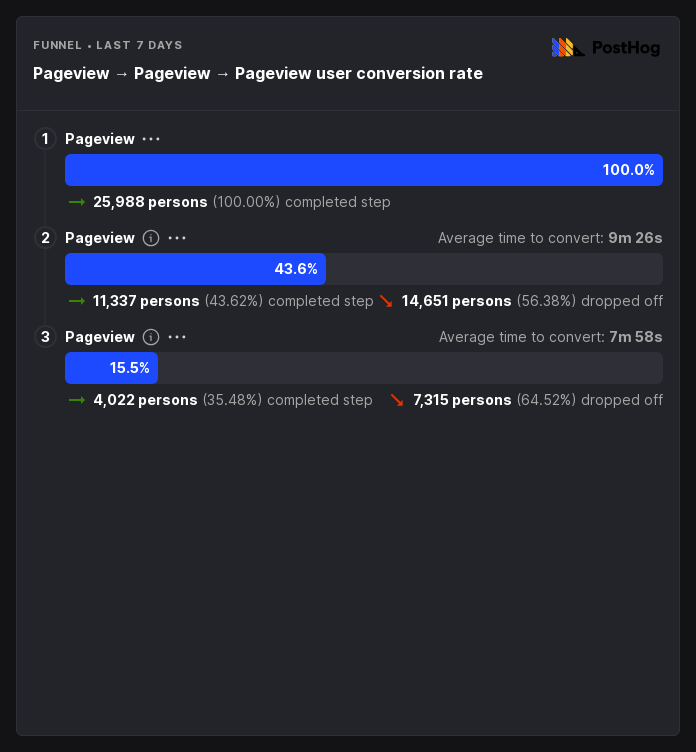 FUNNEL • LAST 7 DAYS
PostHog
Pageview → Pageview → Pageview user conversion rate
1 Pageview ···
100.0%
→ 25,988 persons (100.00%) completed step
2 Pageview i ··· Average time to convert: 9m 26s
43.6%
→ 11,337 persons (43.62%) completed step ↘ 14,651 persons (56.38%) dropped off
3 Pageview i ··· Average time to convert: 7m 58s
15.5%
→ 4,022 persons (35.48%) completed step ↘ 7,315 persons (64.52%) dropped off